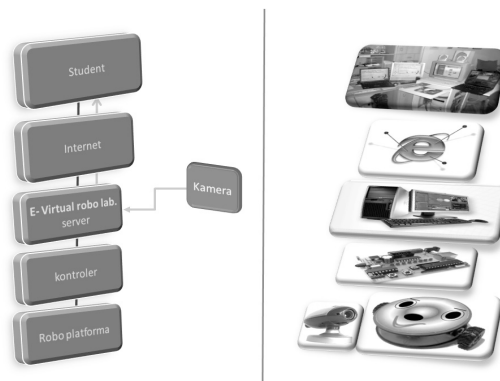 Student
Internet
E- Virtual robo lab.
server
Kamera
kontroler
Robo platforma